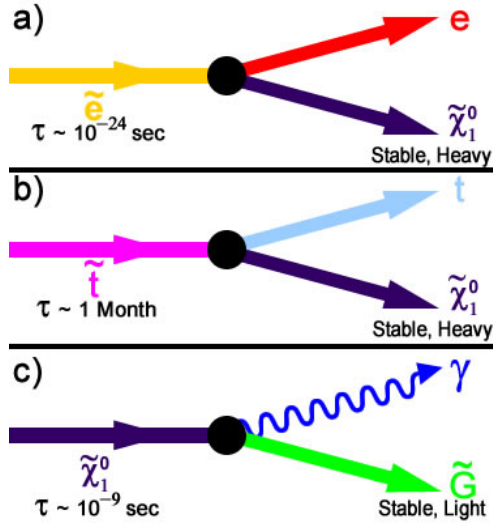 a)
e
ẽ
τ ~ 10⁻²⁴ sec
χ̃₁⁰
Stable, Heavy
b)
t
t̃
τ ~ 1 Month
χ̃₁⁰
Stable, Heavy
c)
γ
χ̃₁⁰
τ ~ 10⁻⁹ sec
G̃
Stable, Light